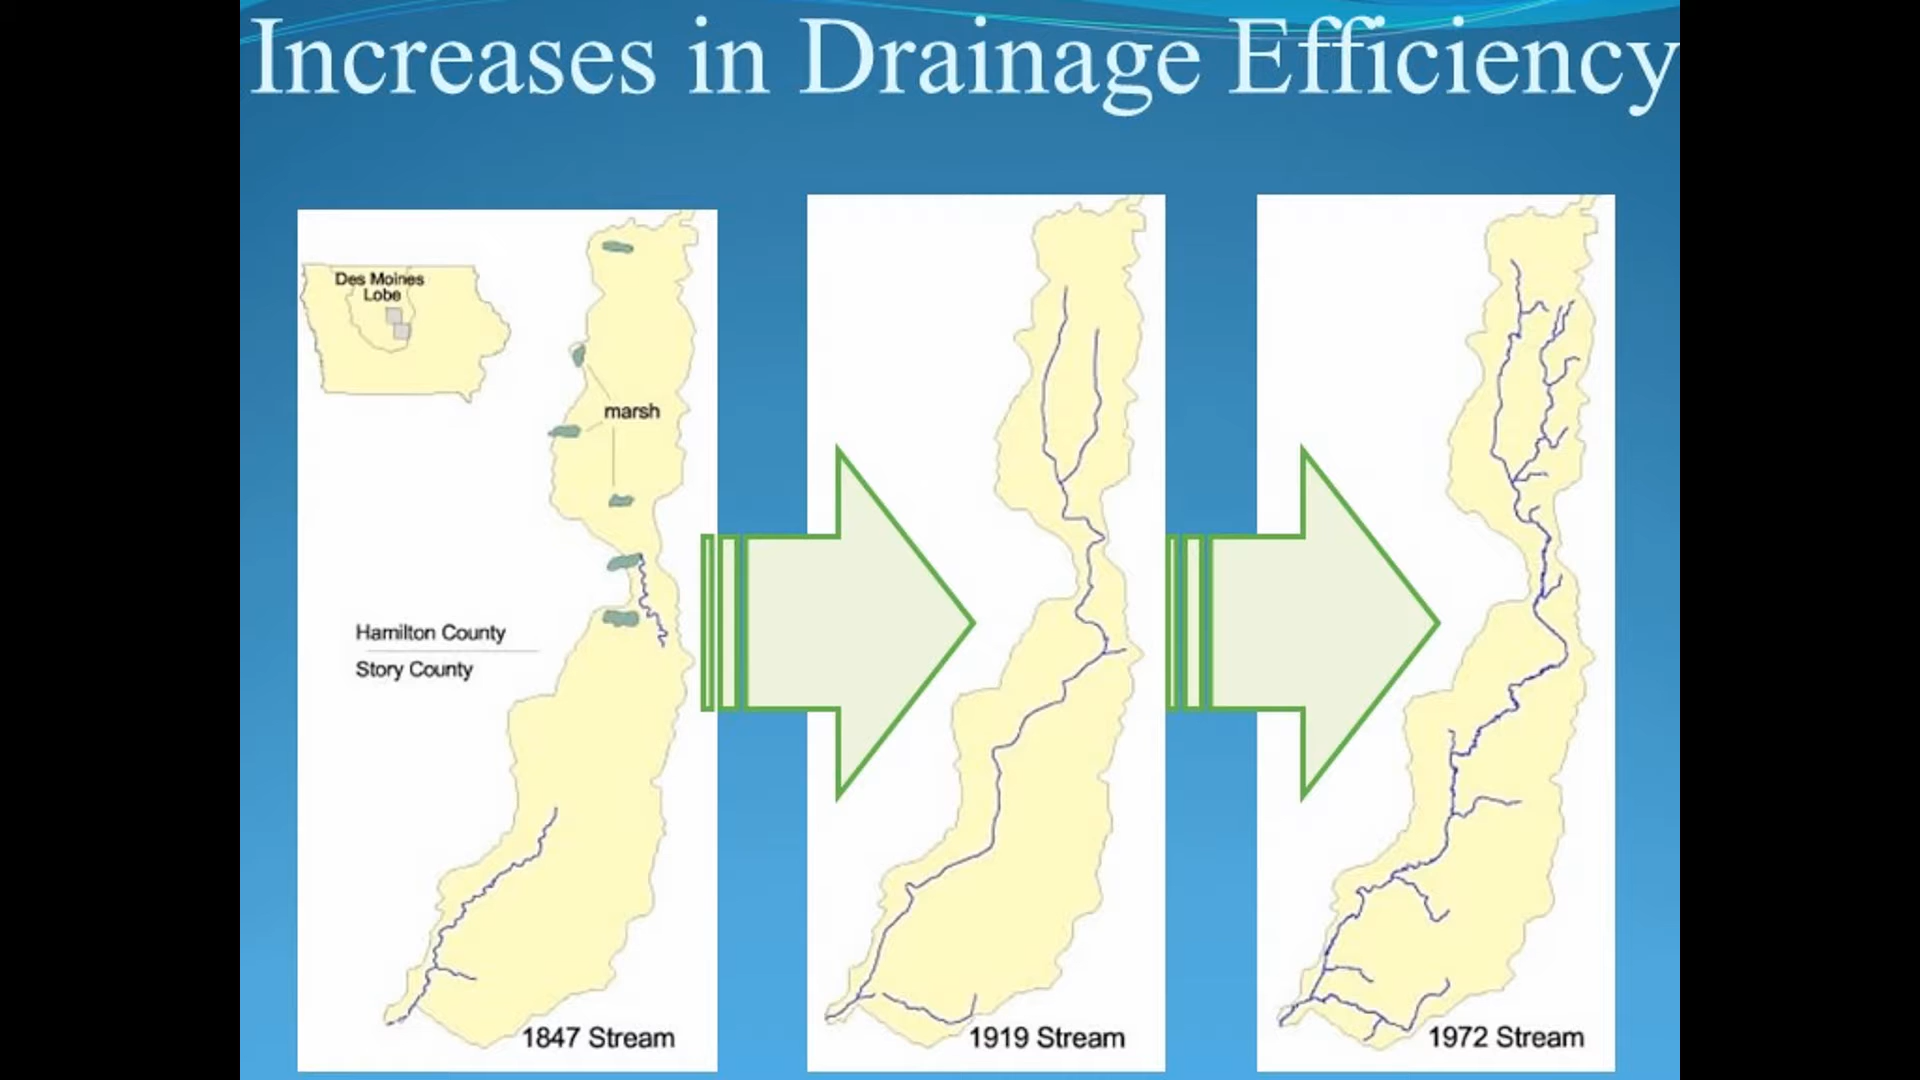 Increases in Drainage Efficiency
Des Moines
Lobe
marsh
Hamilton County
Story County
1847 Stream
1919 Stream
1972 Stream